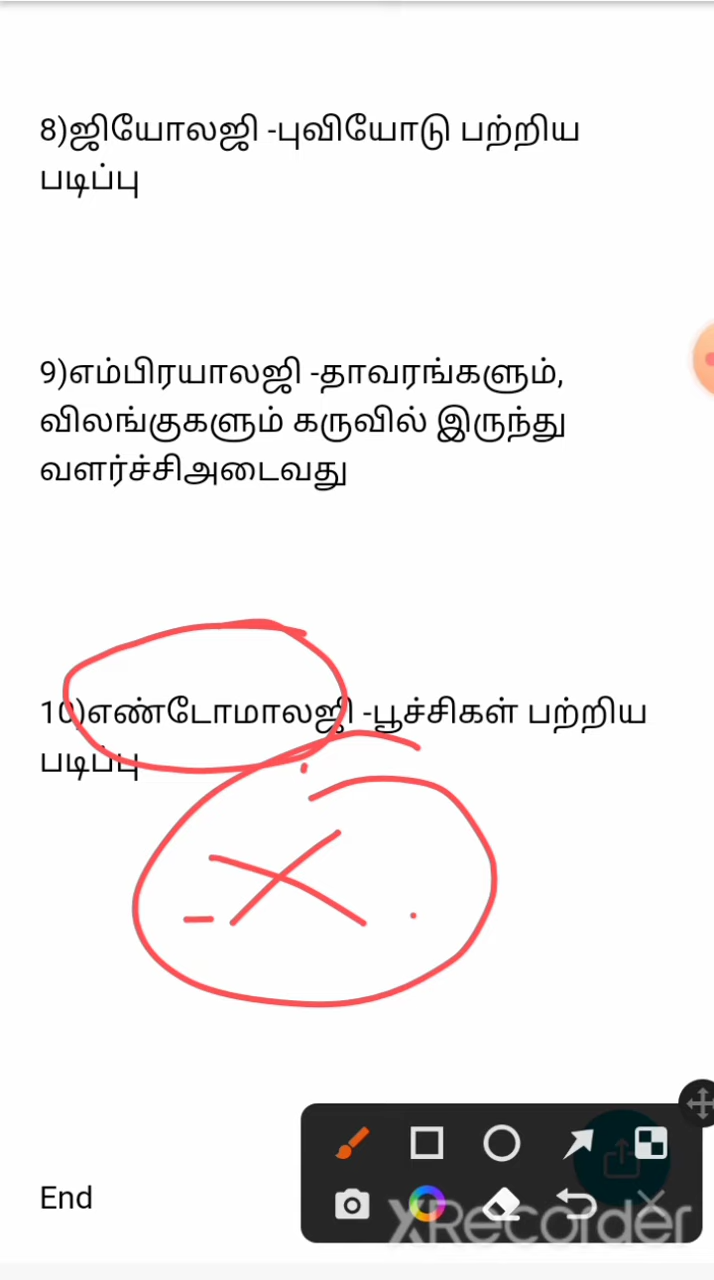 8)ஜியோலஜி -புவியோடு பற்றிய
படிப்பு
9)எம்பிரயாலஜி -தாவரங்களும்,
விலங்குகளும் கருவில் இருந்து
வளர்ச்சிஅடைவது
10)எண்டோமாலஜி -பூச்சிகள் பற்றிய
படிப்பு
End
XRecorder